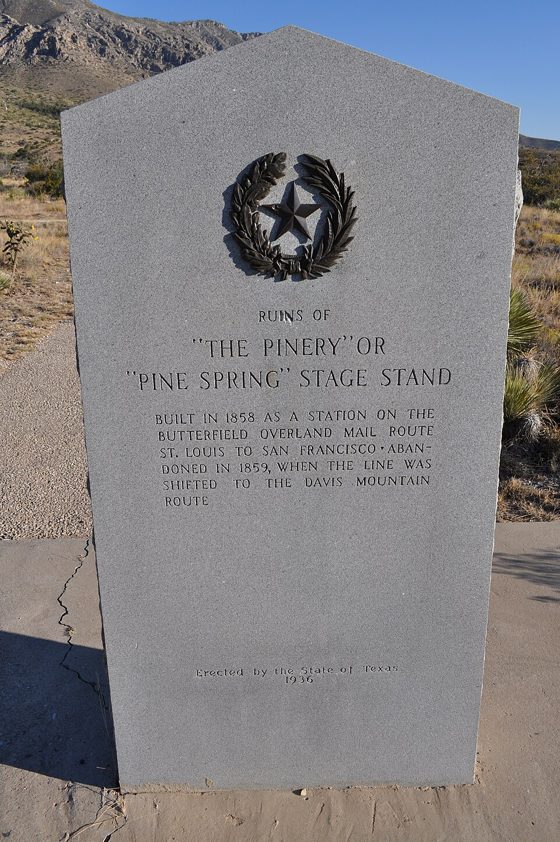 RUINS OF
"THE PINERY" OR
"PINE SPRING" STAGE STAND
BUILT IN 1858 AS A STATION ON THE
BUTTERFIELD OVERLAND MAIL ROUTE
ST. LOUIS TO SAN FRANCISCO · ABAN-
DONED IN 1859, WHEN THE LINE WAS
SHIFTED TO THE DAVIS MOUNTAIN
ROUTE
Erected by the State of Texas
1936